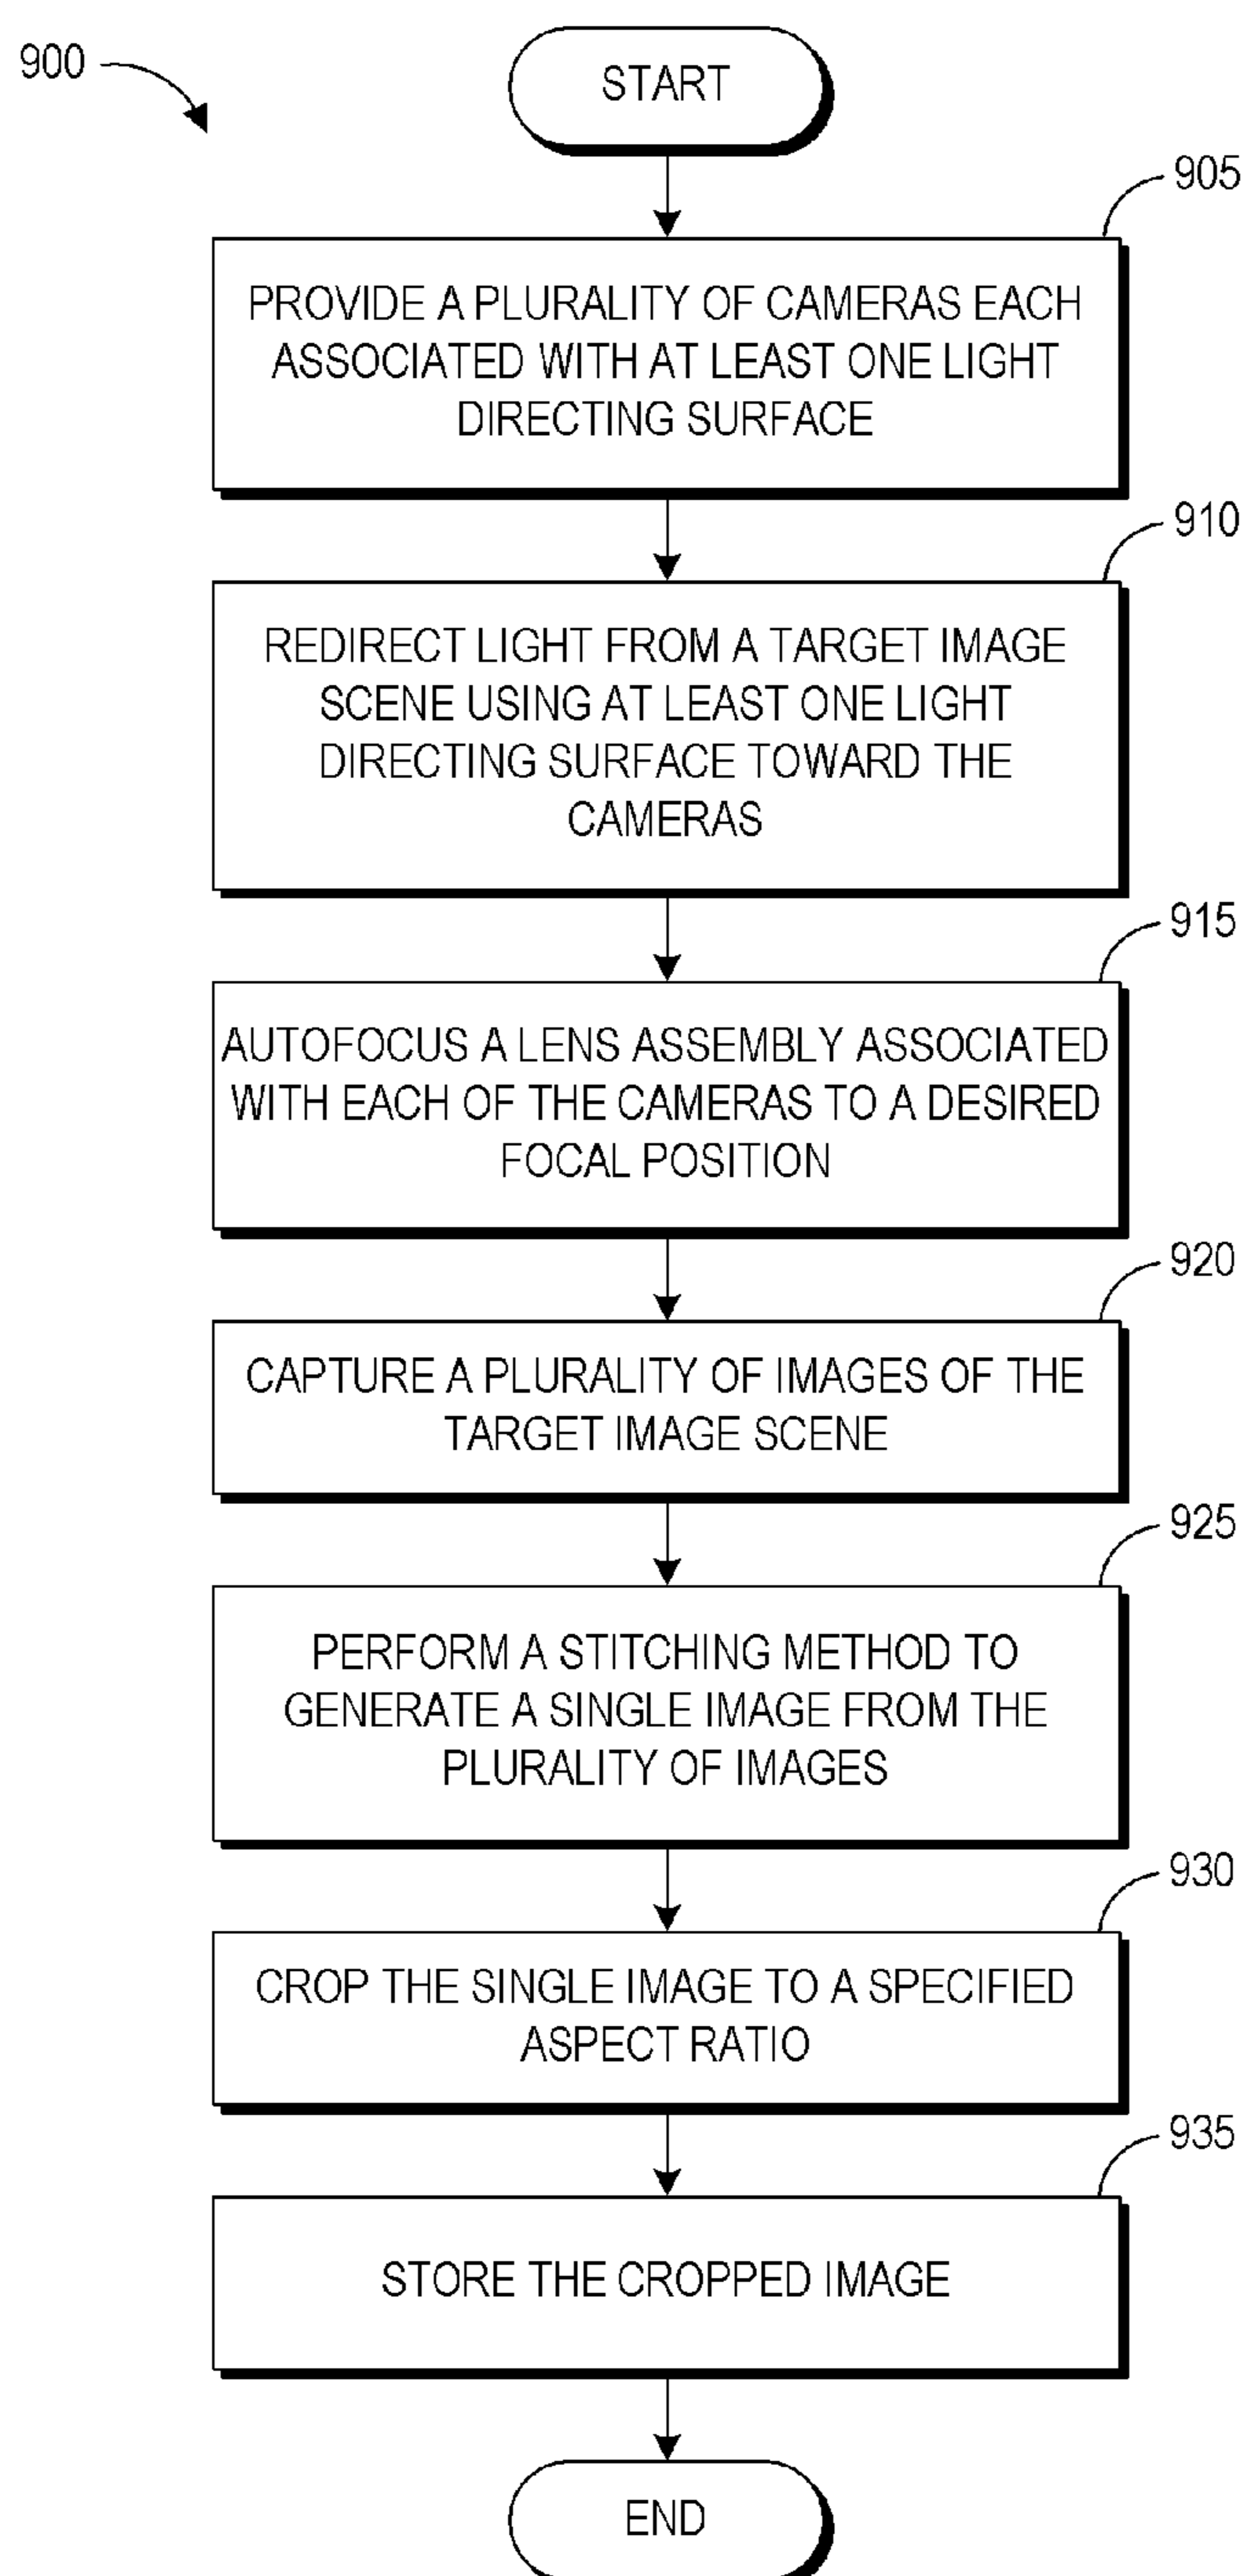 900
START
905
PROVIDE A PLURALITY OF CAMERAS EACH
ASSOCIATED WITH AT LEAST ONE LIGHT
DIRECTING SURFACE
910
REDIRECT LIGHT FROM A TARGET IMAGE
SCENE USING AT LEAST ONE LIGHT
DIRECTING SURFACE TOWARD THE
CAMERAS
915
AUTOFOCUS A LENS ASSEMBLY ASSOCIATED
WITH EACH OF THE CAMERAS TO A DESIRED
FOCAL POSITION
920
CAPTURE A PLURALITY OF IMAGES OF THE
TARGET IMAGE SCENE
925
PERFORM A STITCHING METHOD TO
GENERATE A SINGLE IMAGE FROM THE
PLURALITY OF IMAGES
930
CROP THE SINGLE IMAGE TO A SPECIFIED
ASPECT RATIO
935
STORE THE CROPPED IMAGE
END